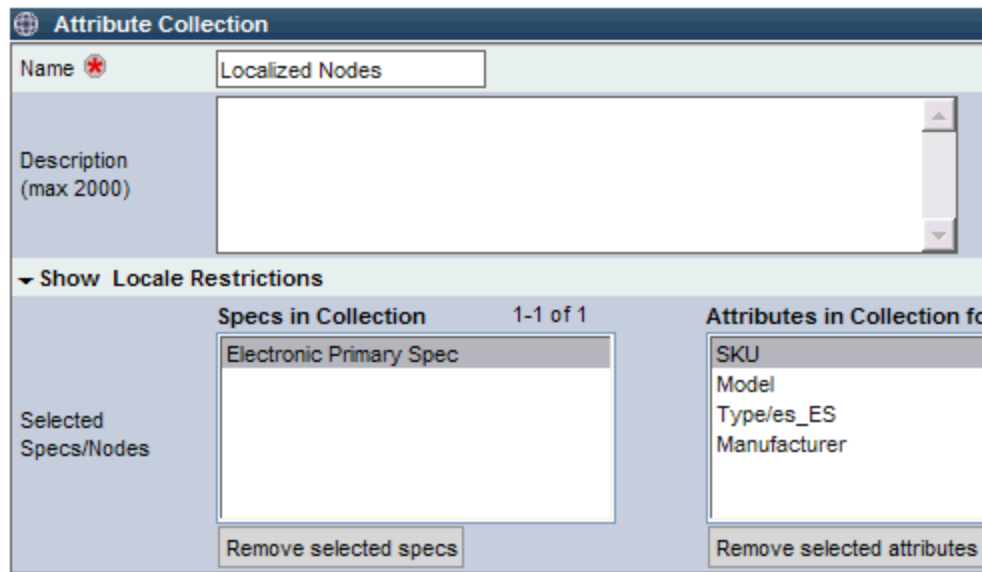 Attribute Collection
Name
Localized Nodes
Description
(max 2000)
Show Locale Restrictions
Specs in Collection 1-1 of 1 Attributes in Collection fo
Electronic Primary Spec
SKU
Model
Type/es_ES
Manufacturer
Selected
Specs/Nodes
Remove selected specs
Remove selected attributes